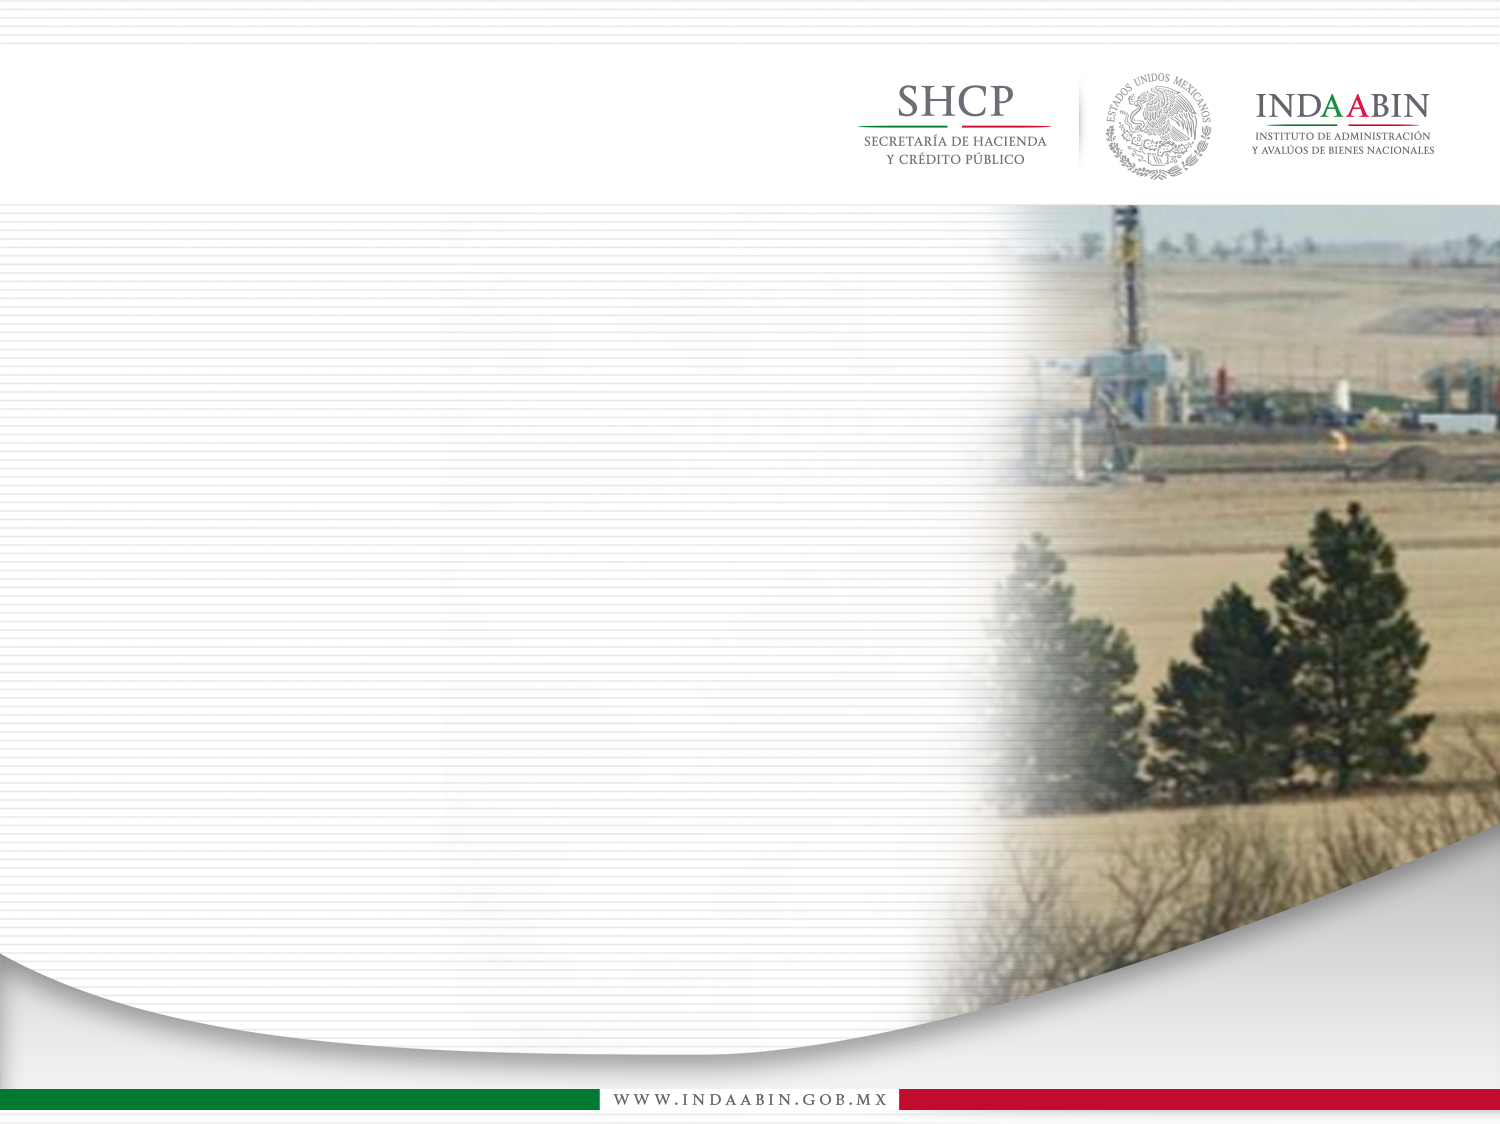 SHCP
SECRETARÍA DE HACIENDA
Y CRÉDITO PÚBLICO
ESTADOS UNIDOS MEXICANOS
INDAABIN
INSTITUTO DE ADMINISTRACIÓN
Y AVALÚOS DE BIENES NACIONALES
WWW.INDAABIN.GOB.MX